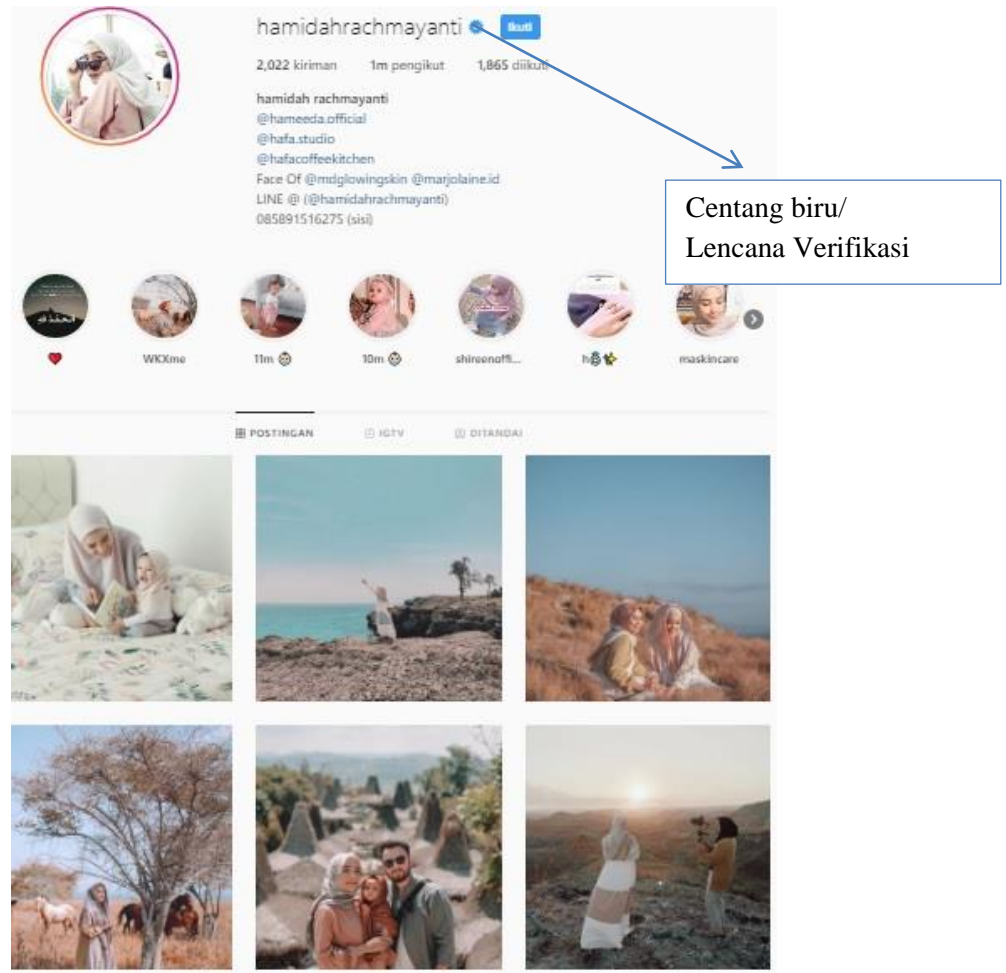 hamidahrachmayanti Ikuti
2,022 kiriman 1m pengikut 1,865 diikuti
hamidah rachmayanti
@hameeda.official
@hafa.studio
@hafacoffeekitchen
Face Of @mdglowingskin @marjolaine.id
LINE @ (@hamidahrachmayanti)
085891516275 (sisi)
Centang biru/
Lencana Verifikasi
WKXme 11m 10m shireenoffi... maskincare
POSTINGAN IGTV DITANDAI